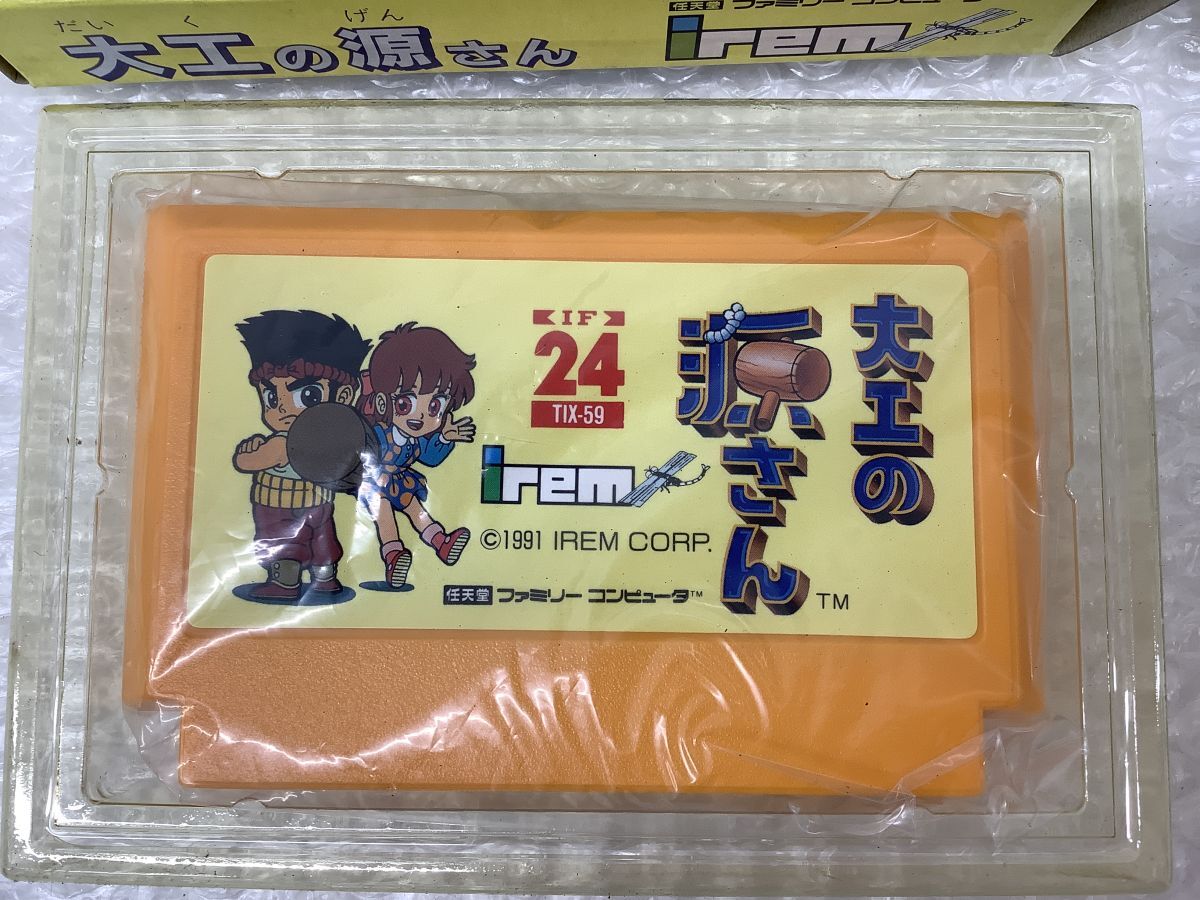 だいく げん
大工の源さん
任天堂 ファミリー コンピュータ
irem
IF
24
TIX-59
irem
©1991 IREM CORP.
任天堂 ファミリー コンピュータ™
大工の
源さん
TM